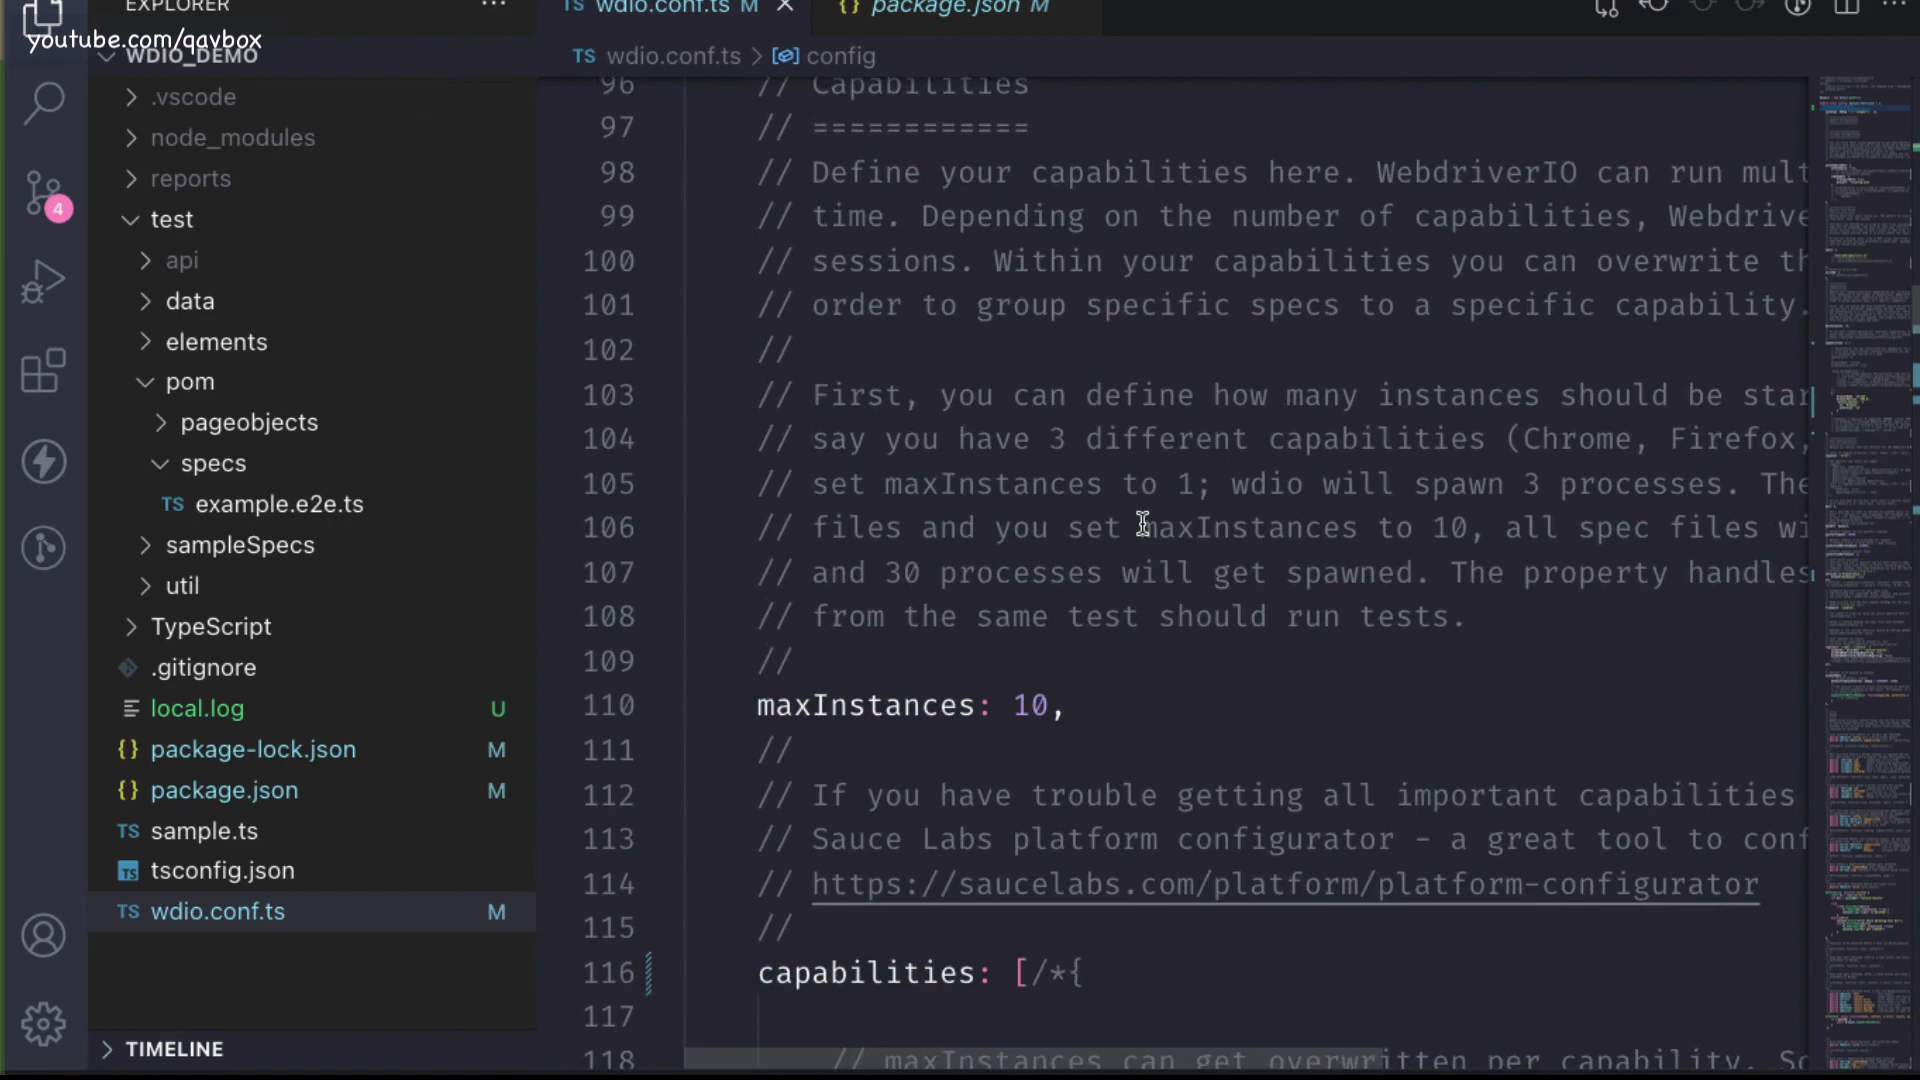 EXPLORER
...
youtube.com/qavbox
WDIO_DEMO
.vscode
node_modules
reports
test
api
data
elements
pom
pageobjects
specs
TS example.e2e.ts
sampleSpecs
util
TypeScript
.gitignore
local.log U
{} package-lock.json M
{} package.json M
TS sample.ts
TS tsconfig.json
TS wdio.conf.ts M
TIMELINE
4
TS wdio.conf.ts M
{} package.json M
TS wdio.conf.ts > config
96 // Capabilities
97 // ============
98 // Define your capabilities here. WebdriverIO can run mult
99 // time. Depending on the number of capabilities, Webdrive
100 // sessions. Within your capabilities you can overwrite th
101 // order to group specific specs to a specific capability.
102 //
103 // First, you can define how many instances should be star
104 // say you have 3 different capabilities (Chrome, Firefox,
105 // set maxInstances to 1; wdio will spawn 3 processes. The
106 // files and you set maxInstances to 10, all spec files wi
107 // and 30 processes will get spawned. The property handles
108 // from the same test should run tests.
109 //
110 maxInstances: 10,
111 //
112 // If you have trouble getting all important capabilities
113 // Sauce Labs platform configurator - a great tool to conf
114 // https://saucelabs.com/platform/platform-configurator
115 //
116 capabilities: [/*{
117
118 // maxInstances can get overwritten per capability. So